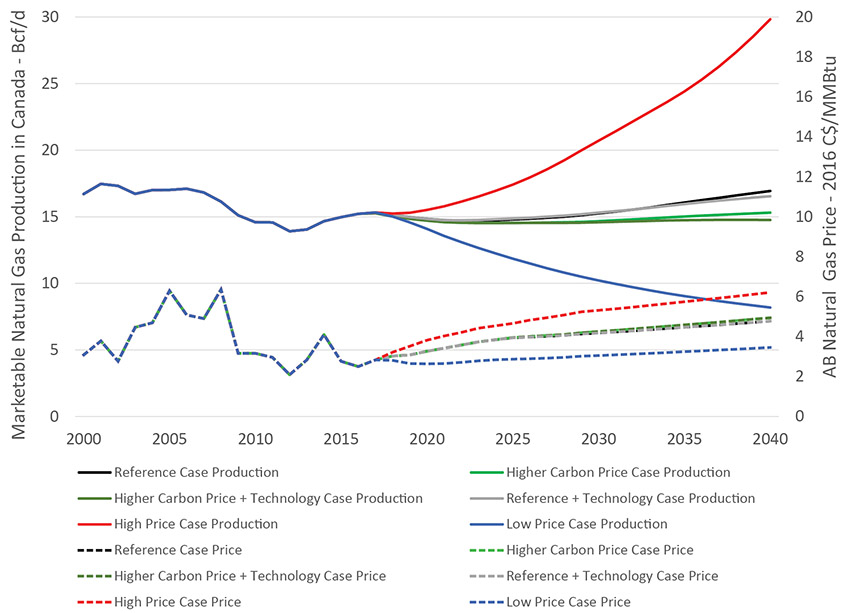 Marketable Natural Gas Production in Canada - Bcf/d
30
25
20
15
10
5
0
20
18
16
14
12
10
8
6
4
2
0
AB Natural  Gas Price - 2016 C$/MMBtu
2000 2005 2010 2015 2020 2025 2030 2035 2040
Reference Case Production
Higher Carbon Price Case Production
Higher Carbon Price + Technology Case Production
Reference + Technology Case Production
High Price Case Production
Low Price Case Production
Reference Case Price
Higher Carbon Price Case Price
Higher Carbon Price + Technology Case Price
Reference + Technology Case Price
High Price Case Price
Low Price Case Price